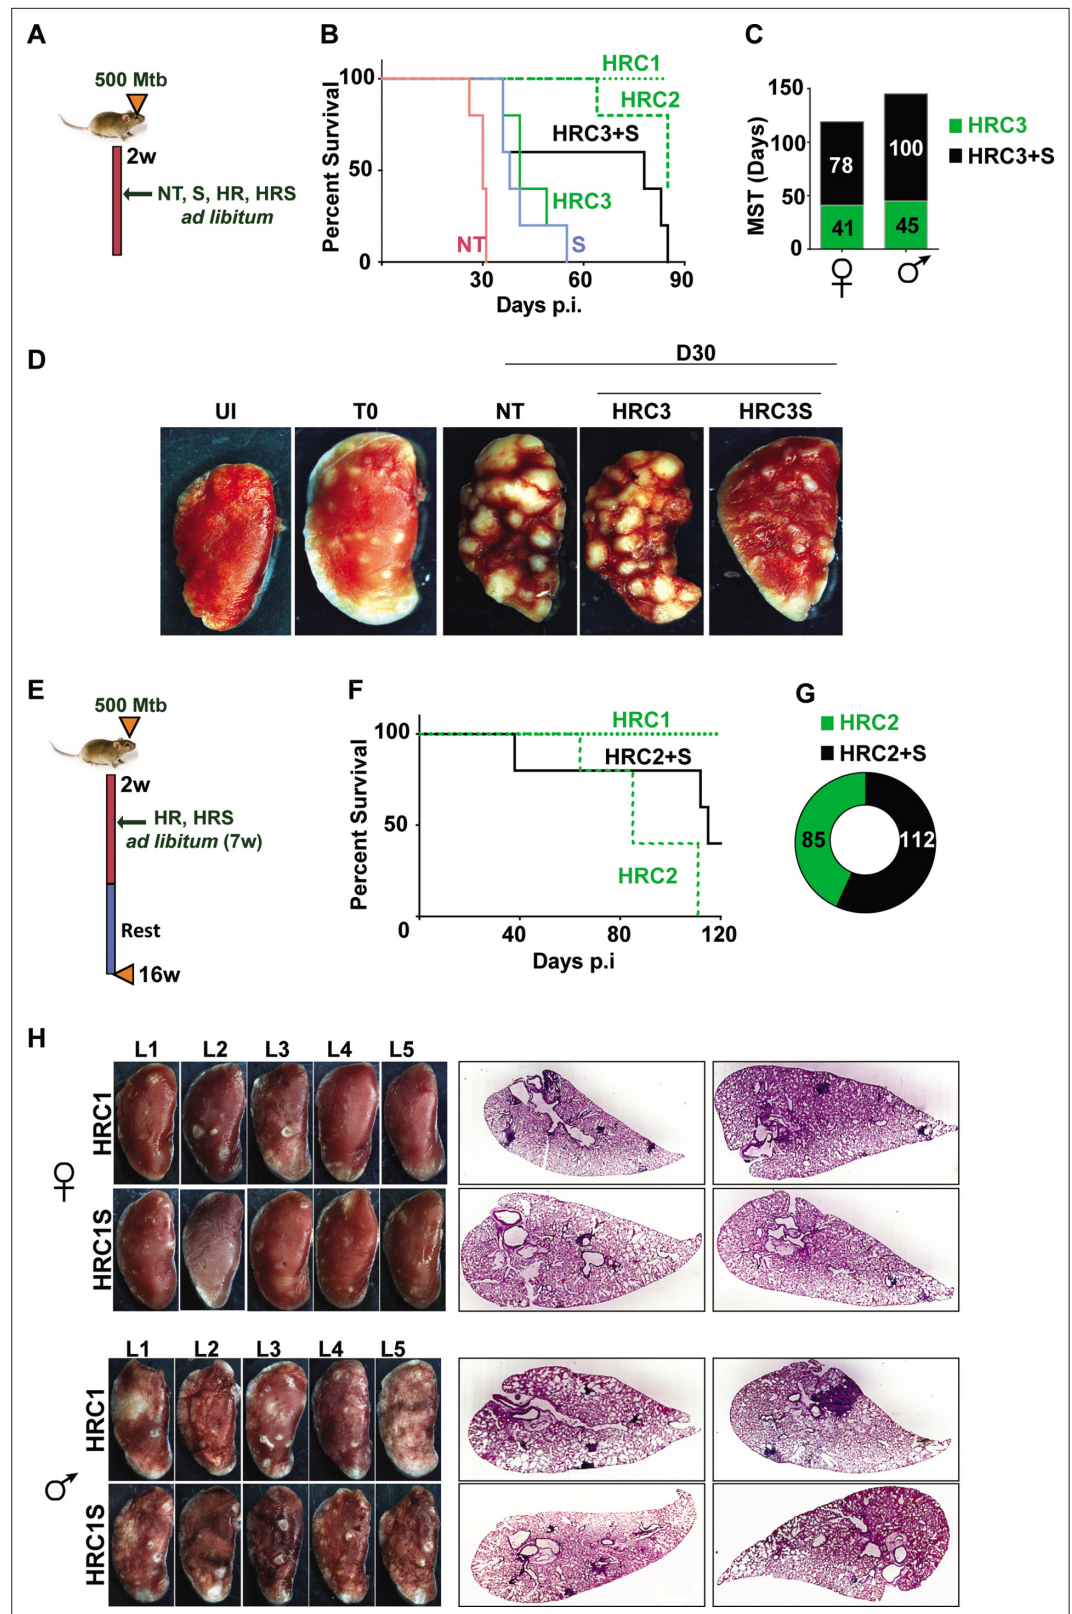 A
500 Mtb
2w
NT, S, HR, HRS
ad libitum
B
Percent Survival
100
50
0
30
60
90
Days p.i.
HRC1
HRC2
HRC3+S
HRC3
NT
S
C
MST (Days)
150
100
50
0
78
100
41
45
♀
♂
HRC3
HRC3+S
D
D30
UI
T0
NT
HRC3
HRC3S
E
500 Mtb
2w
HR, HRS
ad libitum (7w)
Rest
16w
F
Percent Survival
100
50
0
40
80
120
Days p.i
HRC1
HRC2+S
HRC2
G
HRC2
HRC2+S
85
112
H
L1 L2 L3 L4 L5
♀
HRC1
HRC1S
L1 L2 L3 L4 L5
♂
HRC1
HRC1S